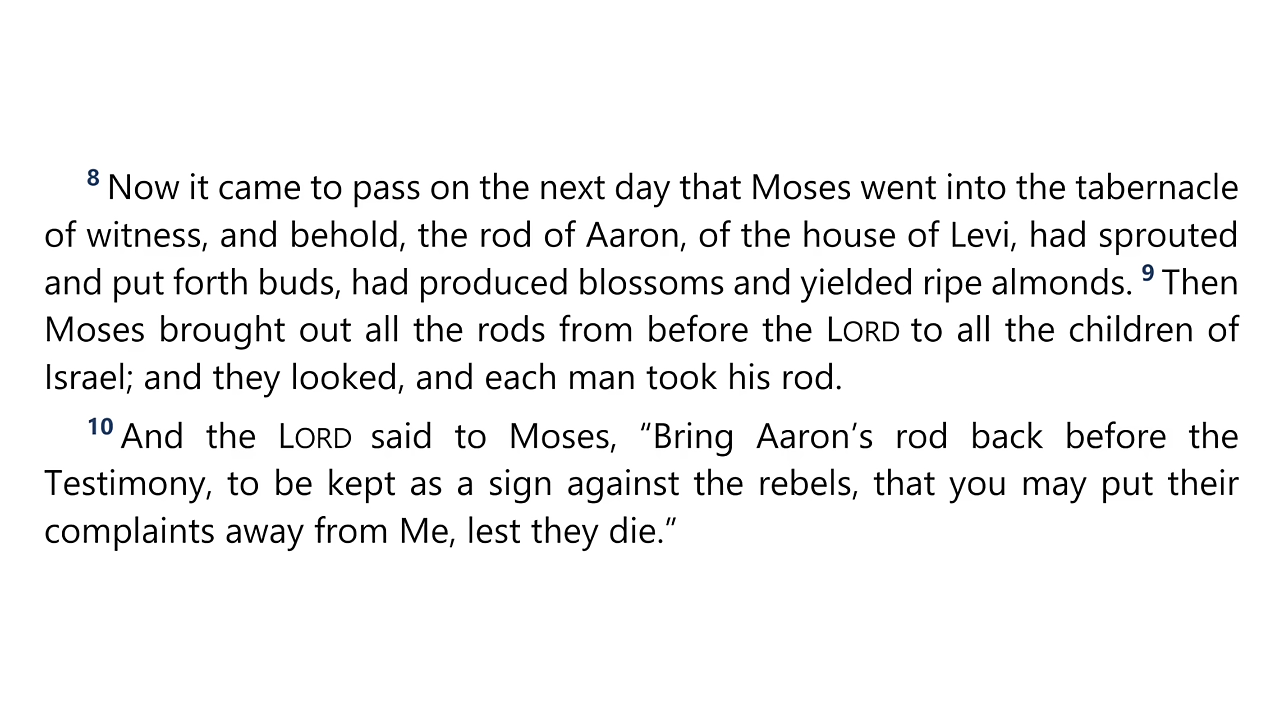 8 Now it came to pass on the next day that Moses went into the tabernacle
of witness, and behold, the rod of Aaron, of the house of Levi, had sprouted
and put forth buds, had produced blossoms and yielded ripe almonds. 9 Then
Moses brought out all the rods from before the LORD to all the children of
Israel; and they looked, and each man took his rod.
10 And the LORD said to Moses, “Bring Aaron’s rod back before the
Testimony, to be kept as a sign against the rebels, that you may put their
complaints away from Me, lest they die.”